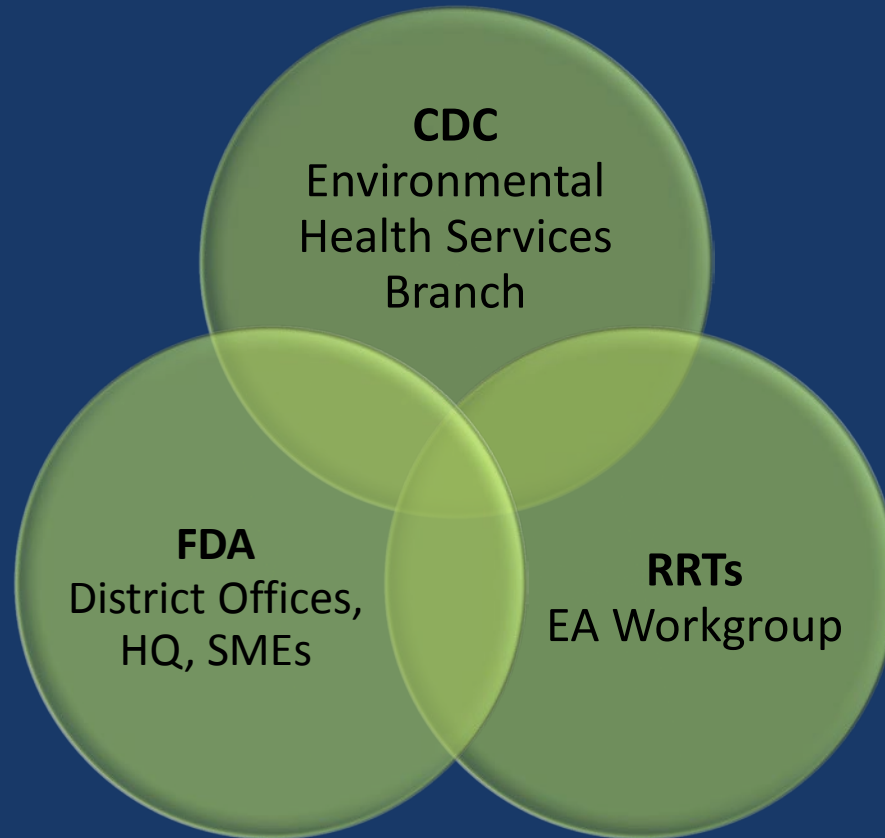 CDC
Environmental
Health Services
Branch
FDA
District Offices,
HQ, SMEs
RRTs
EA Workgroup